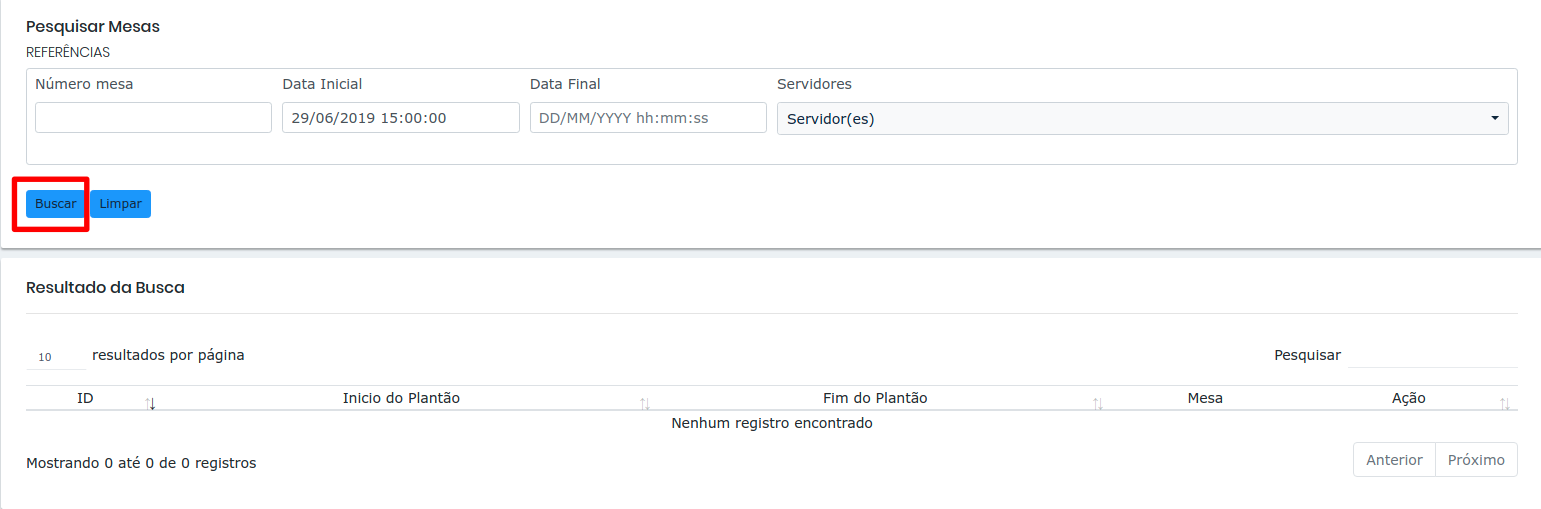 Pesquisar Mesas
REFERÊNCIAS
Número mesa Data Inicial Data Final Servidores
29/06/2019 15:00:00 DD/MM/YYYY hh:mm:ss Servidor(es)
Buscar Limpar
Resultado da Busca
10 resultados por página Pesquisar
ID Inicio do Plantão Fim do Plantão Mesa Ação
Nenhum registro encontrado
Mostrando 0 até 0 de 0 registros Anterior Próximo